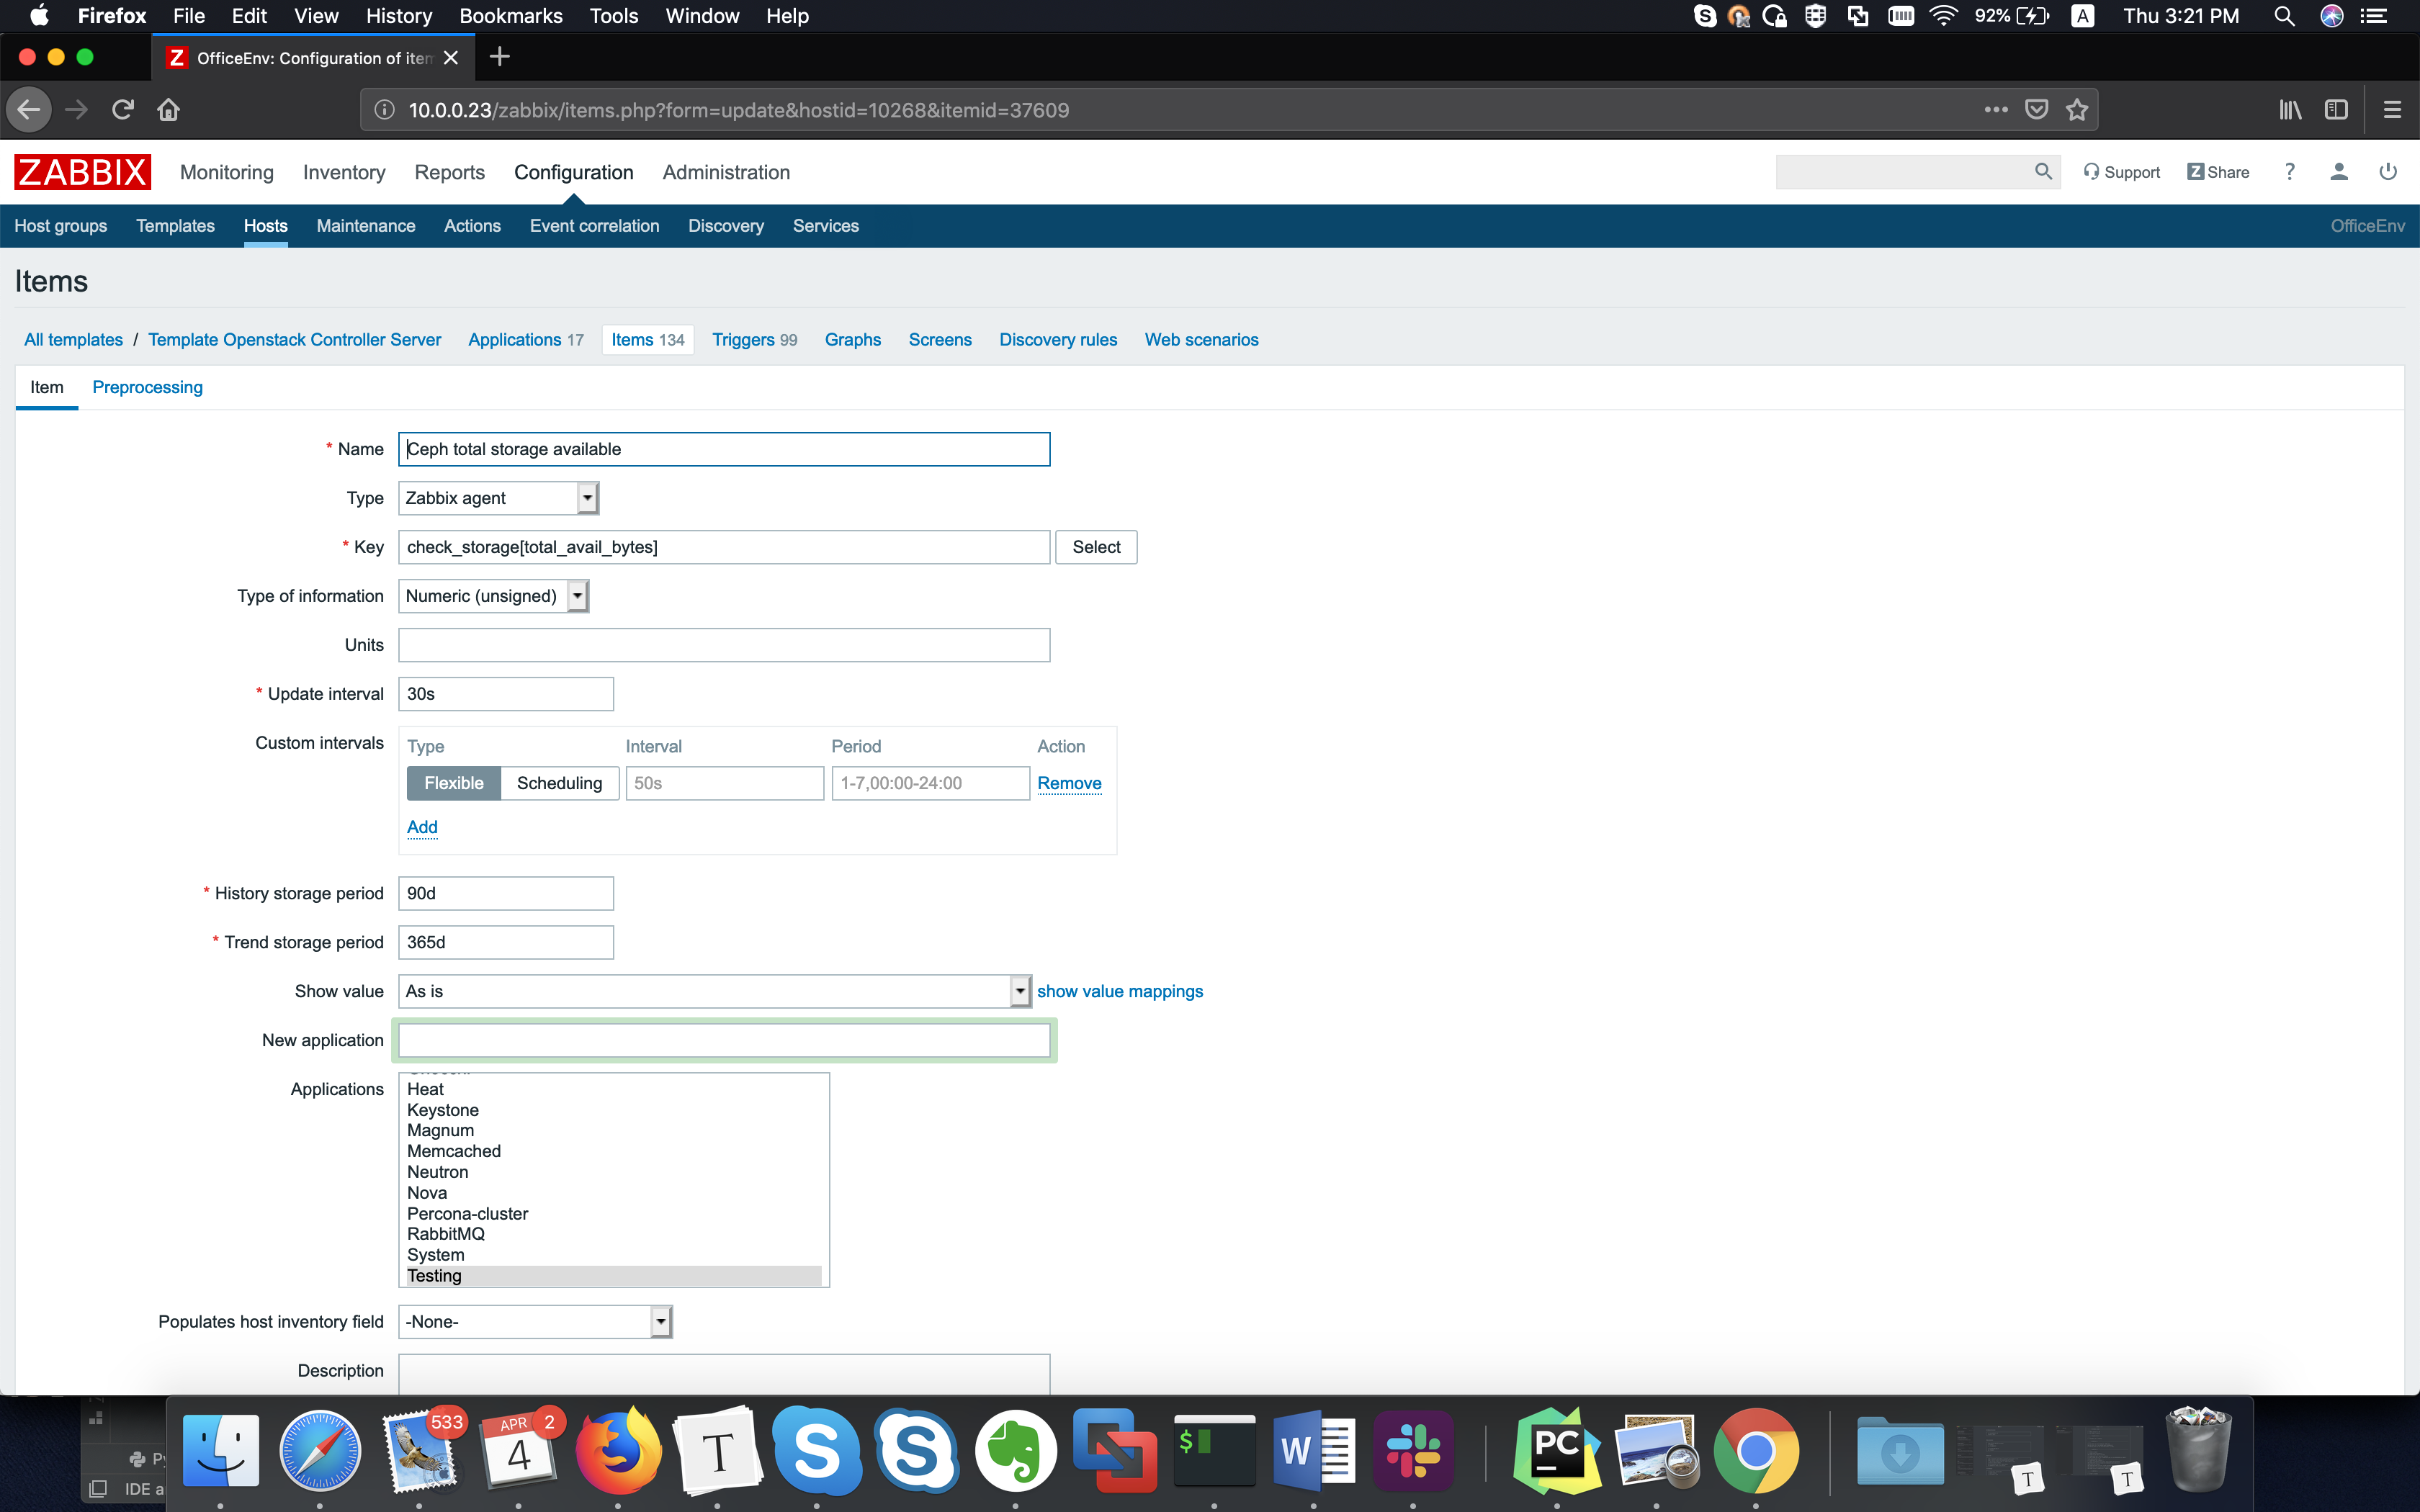 Firefox File Edit View History Bookmarks Tools Window Help 92% A Thu 3:21 PM
Z OfficeEnv: Configuration of item
10.0.0.23/zabbix/items.php?form=update&hostid=10268&itemid=37609
ZABBIX Monitoring Inventory Reports Configuration Administration Support Z Share ?
Host groups Templates Hosts Maintenance Actions Event correlation Discovery Services OfficeEnv
Items
All templates / Template Openstack Controller Server Applications 17 Items 134 Triggers 99 Graphs Screens Discovery rules Web scenarios
Item Preprocessing
* Name Ceph total storage available
Type Zabbix agent
* Key check_storage[total_avail_bytes] Select
Type of information Numeric (unsigned)
Units
* Update interval 30s
Custom intervals Type Interval Period Action
Flexible Scheduling 50s 1-7,00:00-24:00 Remove
Add
* History storage period 90d
* Trend storage period 365d
Show value As is show value mappings
New application
Applications
Heat
Keystone
Magnum
Memcached
Neutron
Nova
Percona-cluster
RabbitMQ
System
Testing
Populates host inventory field -None-
Description
533 APR 2
4 T S S $ W PC T T
IDE a